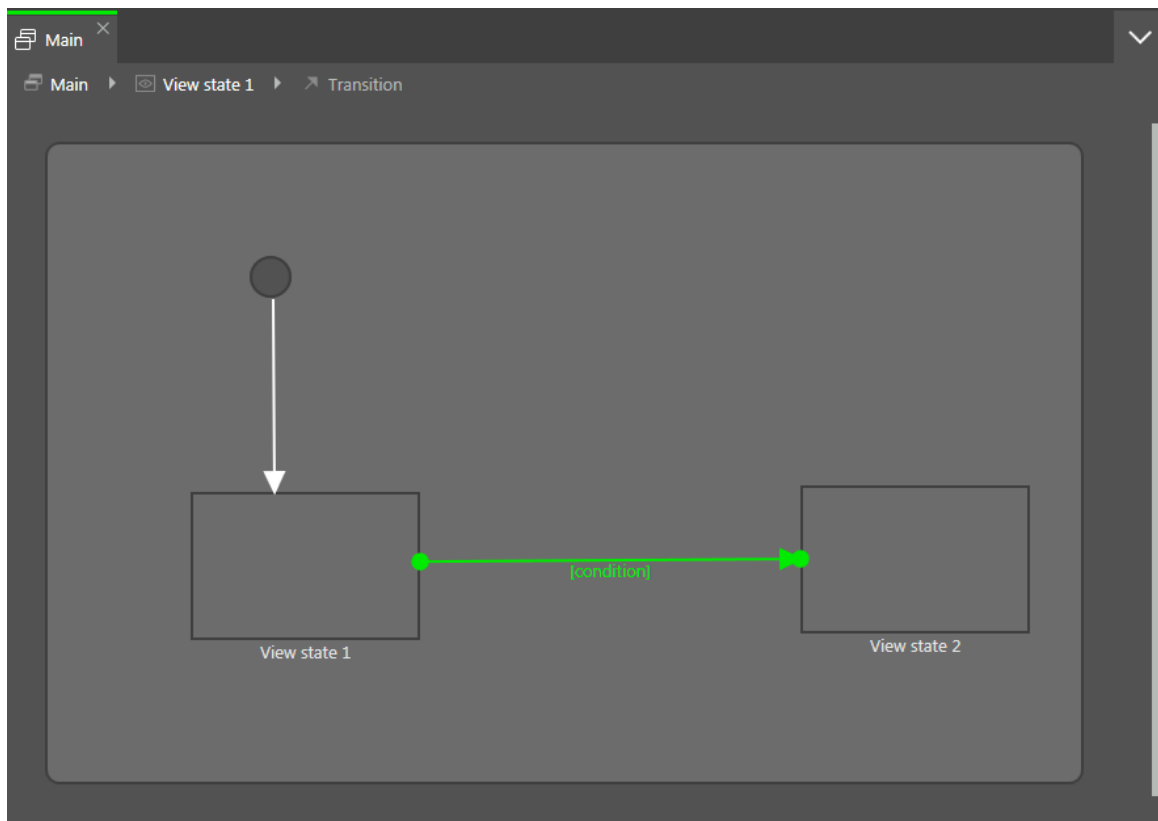 Main
Main View state 1 Transition
[condition]
View state 1
View state 2